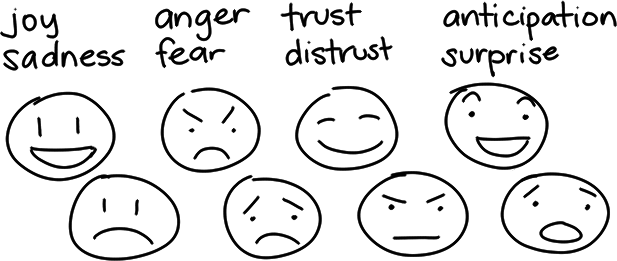 joy anger trust anticipation
sadness fear distrust surprise